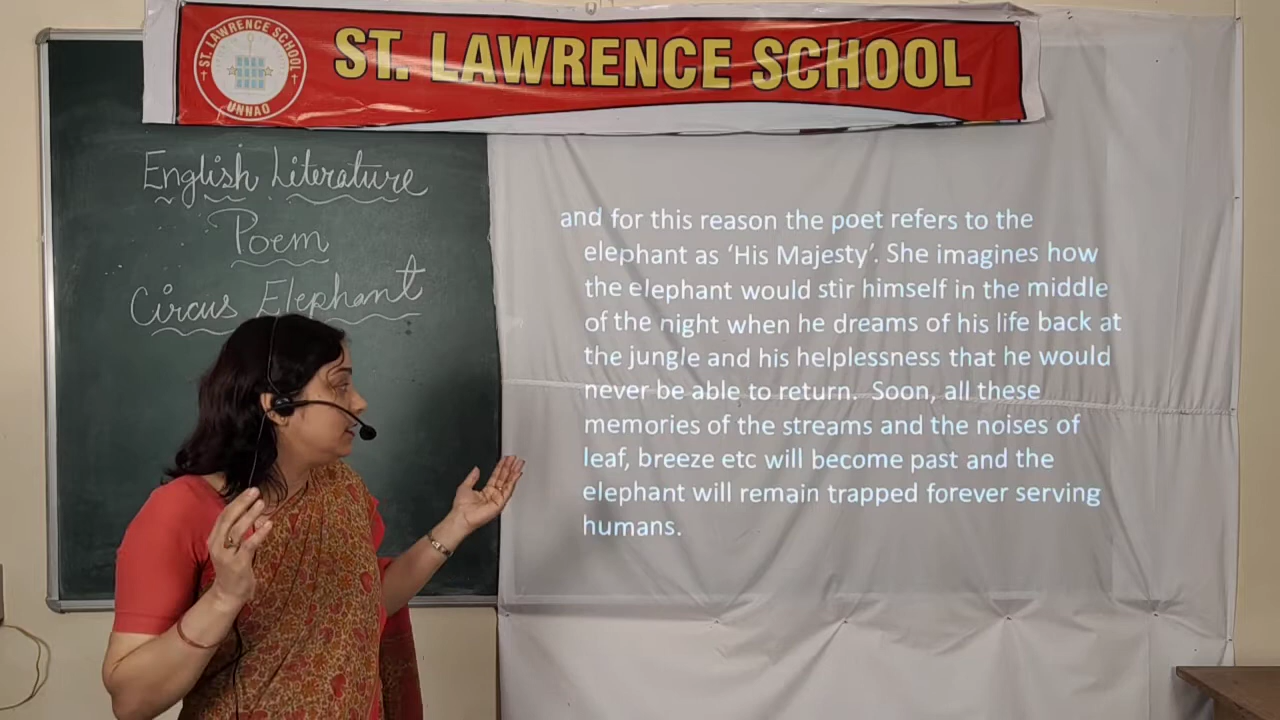 ST. LAWRENCE SCHOOL
ST. LAWRENCE SCHOOL
UNNAO
English Literature
Poem
Circus Elephant
and for this reason the poet refers to the
elephant as ‘His Majesty’. She imagines how
the elephant would stir himself in the middle
of the night when he dreams of his life back at
the jungle and his helplessness that he would
never be able to return. Soon, all these
memories of the streams and the noises of
leaf, breeze etc will become past and the
elephant will remain trapped forever serving
humans.